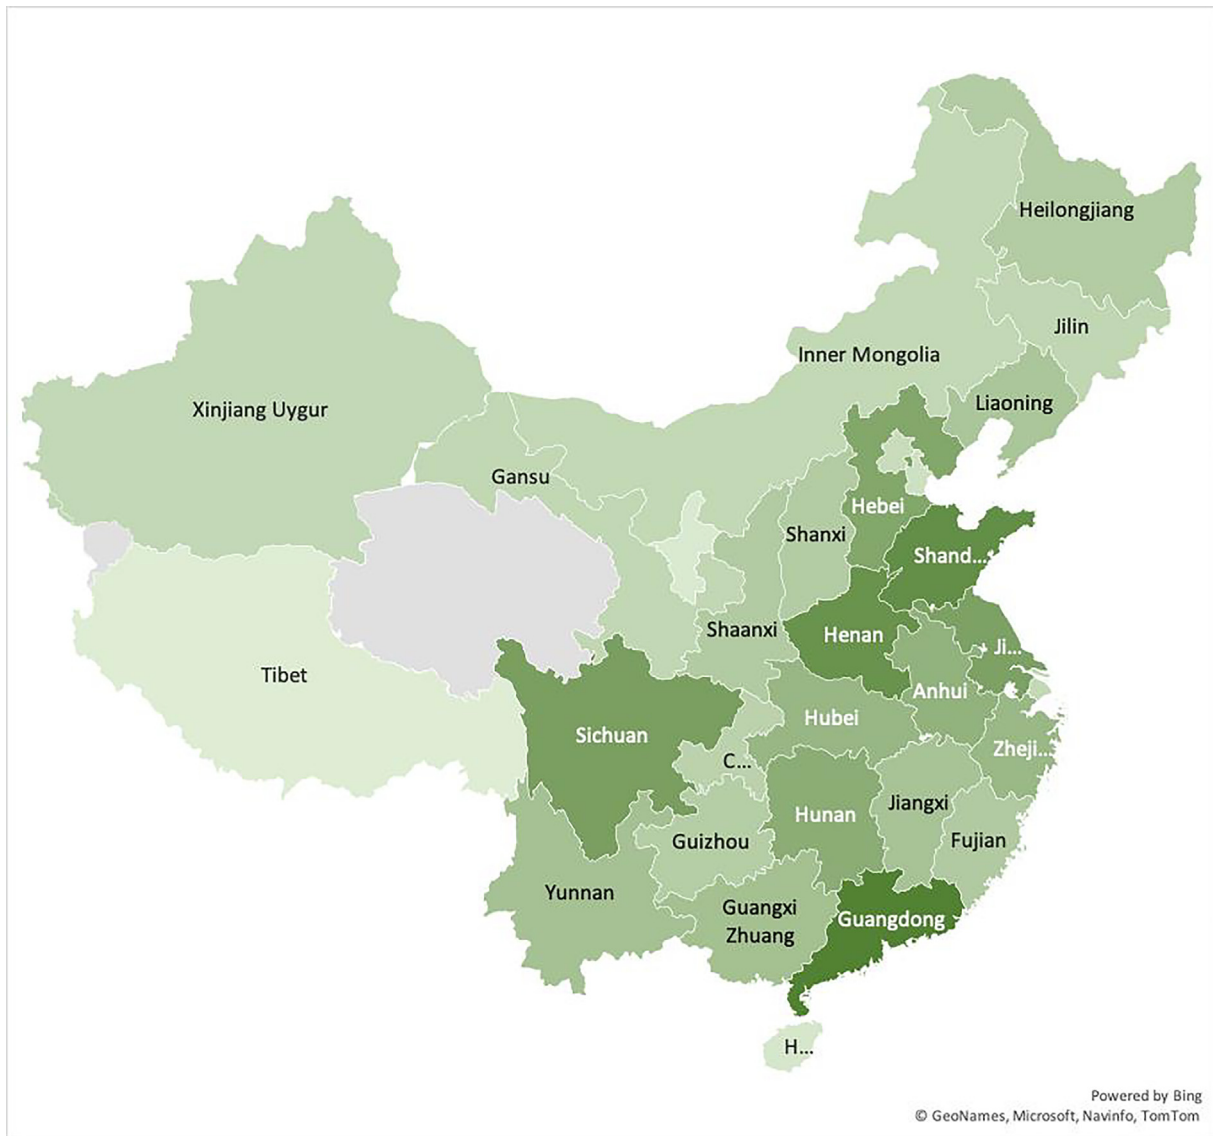 Heilongjiang
Jilin
Inner Mongolia
Liaoning
Xinjiang Uygur
Gansu
Hebei
Shanxi
Shand...
Shaanxi
Henan
Ji...
Tibet
Anhui
Hubei
Sichuan
Zheji...
C...
Jiangxi
Hunan
Guizhou
Fujian
Yunnan
Guangxi
Zhuang
Guangdong
H...
Powered by Bing
© GeoNames, Microsoft, Navinfo, TomTom